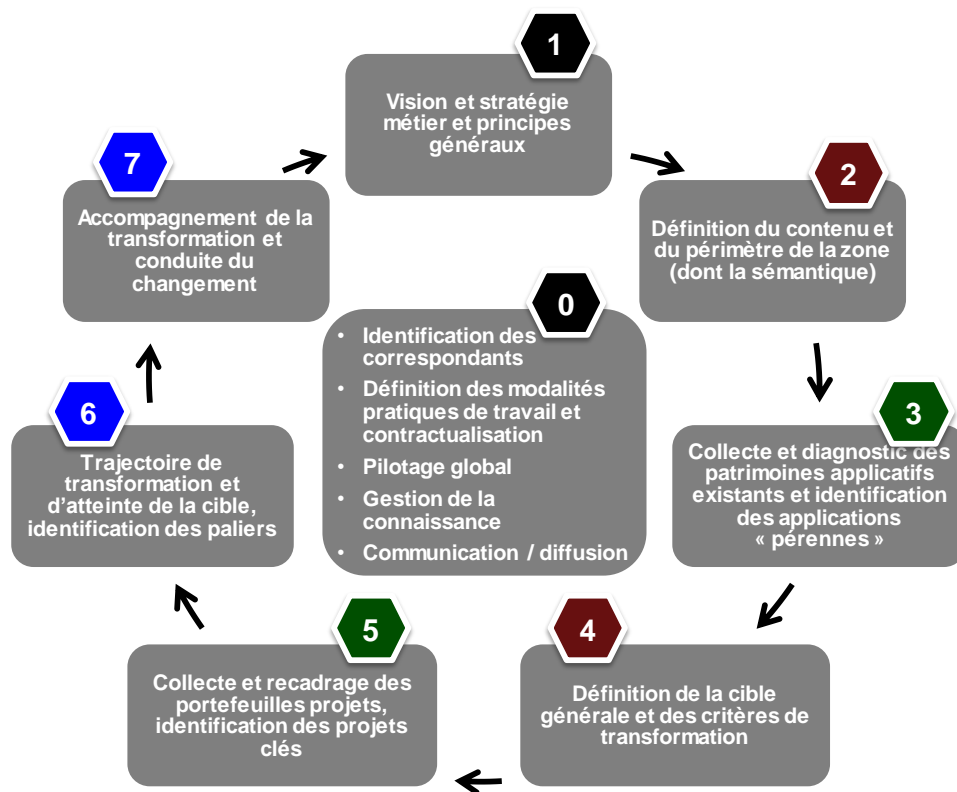 1
Vision et stratégie
métier et principes
généraux
2
Définition du contenu et
du périmètre de la zone
(dont la sémantique)
3
Collecte et diagnostic des
patrimoines applicatifs
existants et identification
des applications
« pérennes »
4
Définition de la cible
générale et des critères de
transformation
5
Collecte et recadrage des
portefeuilles projets,
identification des projets
clés
6
Trajectoire de
transformation et
d’atteinte de la cible,
identification des paliers
7
Accompagnement de la
transformation et
conduite du
changement
0
• Identification des
correspondants
• Définition des modalités
pratiques de travail et
contractualisation
• Pilotage global
• Gestion de la
connaissance
• Communication / diffusion